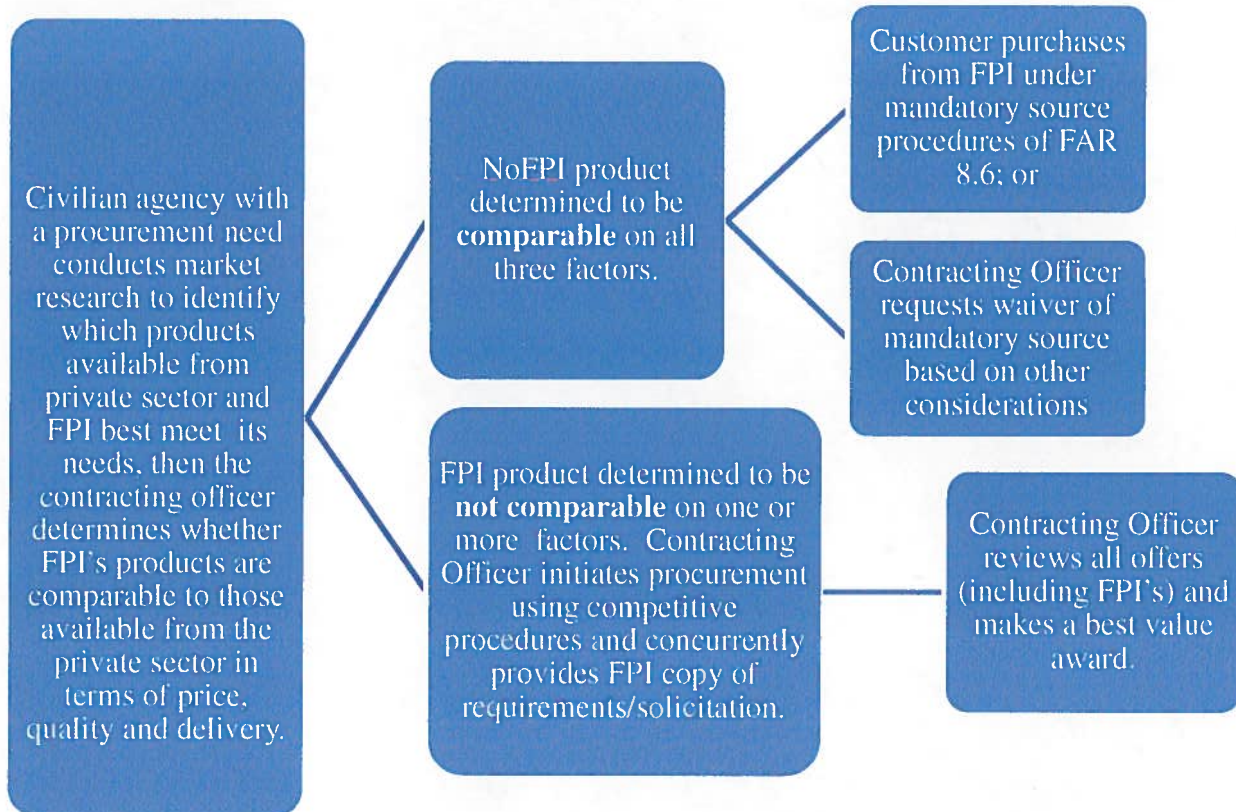 Civilian agency with
a procurement need
conducts market
research to identify
which products
available from
private sector and
FPI best meet its
needs, then the
contracting officer
determines whether
FPI's products are
comparable to those
available from the
private sector in
terms of price,
quality and delivery.
NoFPI product
determined to be
comparable on all
three factors.
Customer purchases
from FPI under
mandatory source
procedures of FAR
8.6; or
Contracting Officer
requests waiver of
mandatory source
based on other
considerations
FPI product determined to be
not comparable on one or
more factors. Contracting
Officer initiates procurement
using competitive
procedures and concurrently
provides FPI copy of
requirements/solicitation.
Contracting Officer
reviews all offers
(including FPI's) and
makes a best value
award.